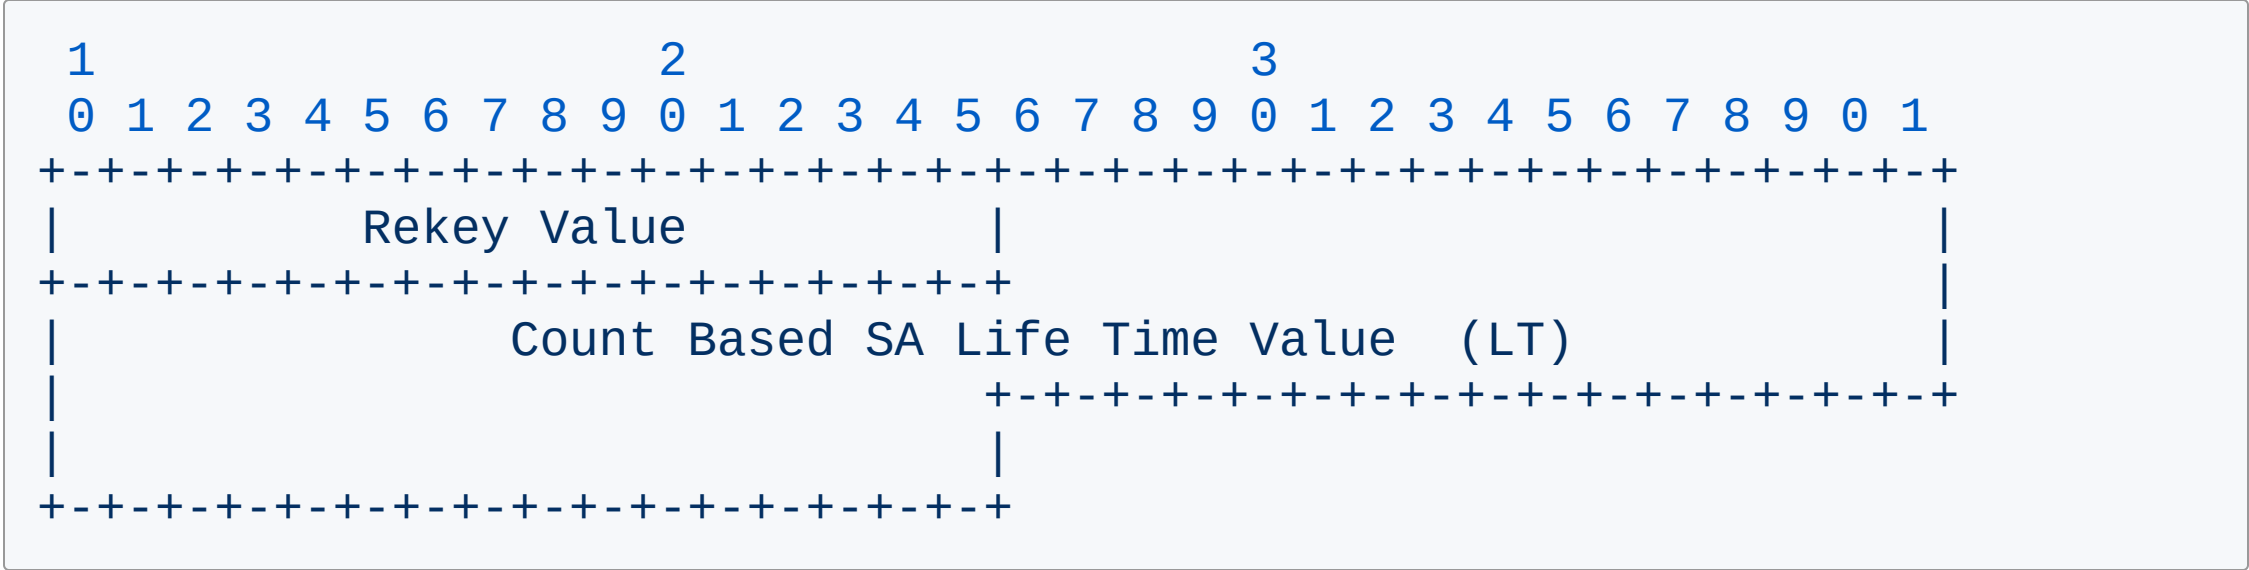 1                   2                   3
 0 1 2 3 4 5 6 7 8 9 0 1 2 3 4 5 6 7 8 9 0 1 2 3 4 5 6 7 8 9 0 1
+-+-+-+-+-+-+-+-+-+-+-+-+-+-+-+-+-+-+-+-+-+-+-+-+-+-+-+-+-+-+-+-+
|          Rekey Value          |                               |
+-+-+-+-+-+-+-+-+-+-+-+-+-+-+-+-+                               |
|               Count Based SA Life Time Value  (LT)            |
|                               +-+-+-+-+-+-+-+-+-+-+-+-+-+-+-+-+
|                               |
+-+-+-+-+-+-+-+-+-+-+-+-+-+-+-+-+